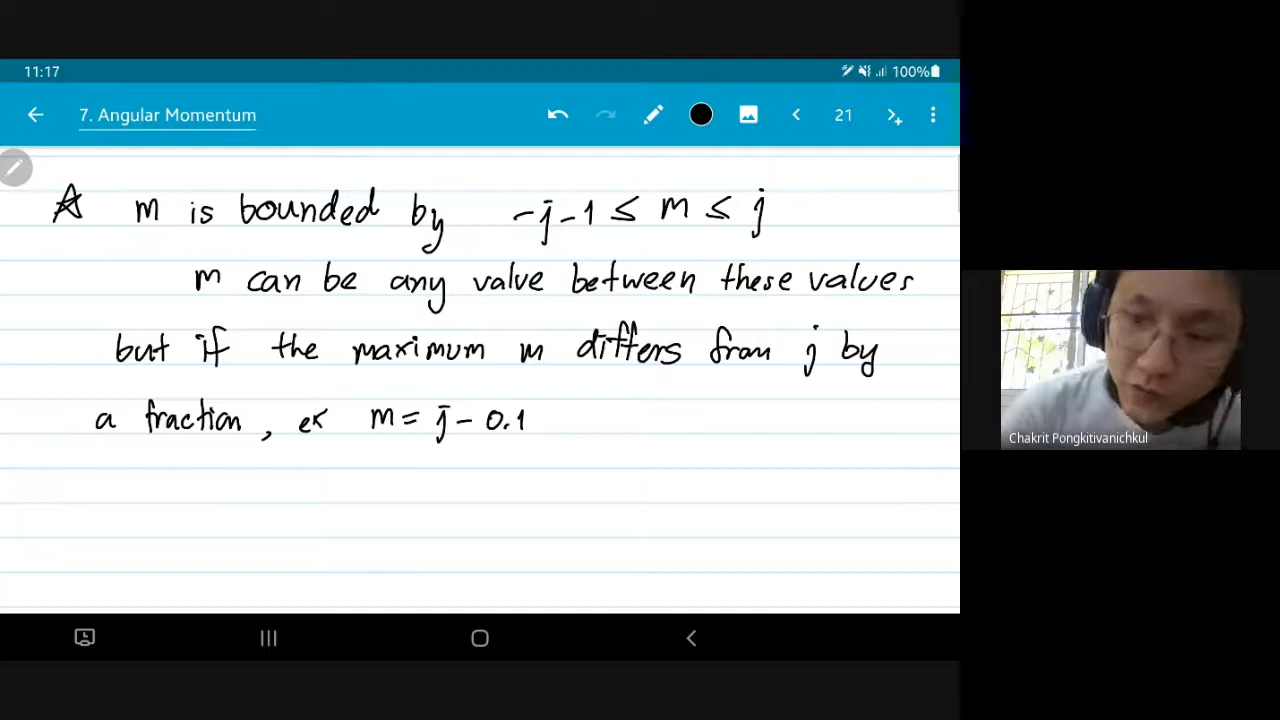 11:17
100%
7. Angular Momentum
21
m is bounded by -j-1 ≤ m ≤ j
m can be any value between these values
but if the maximum m differs from j by
a fraction, ex m = j - 0.1
Chakrit Pongkitivanichkul